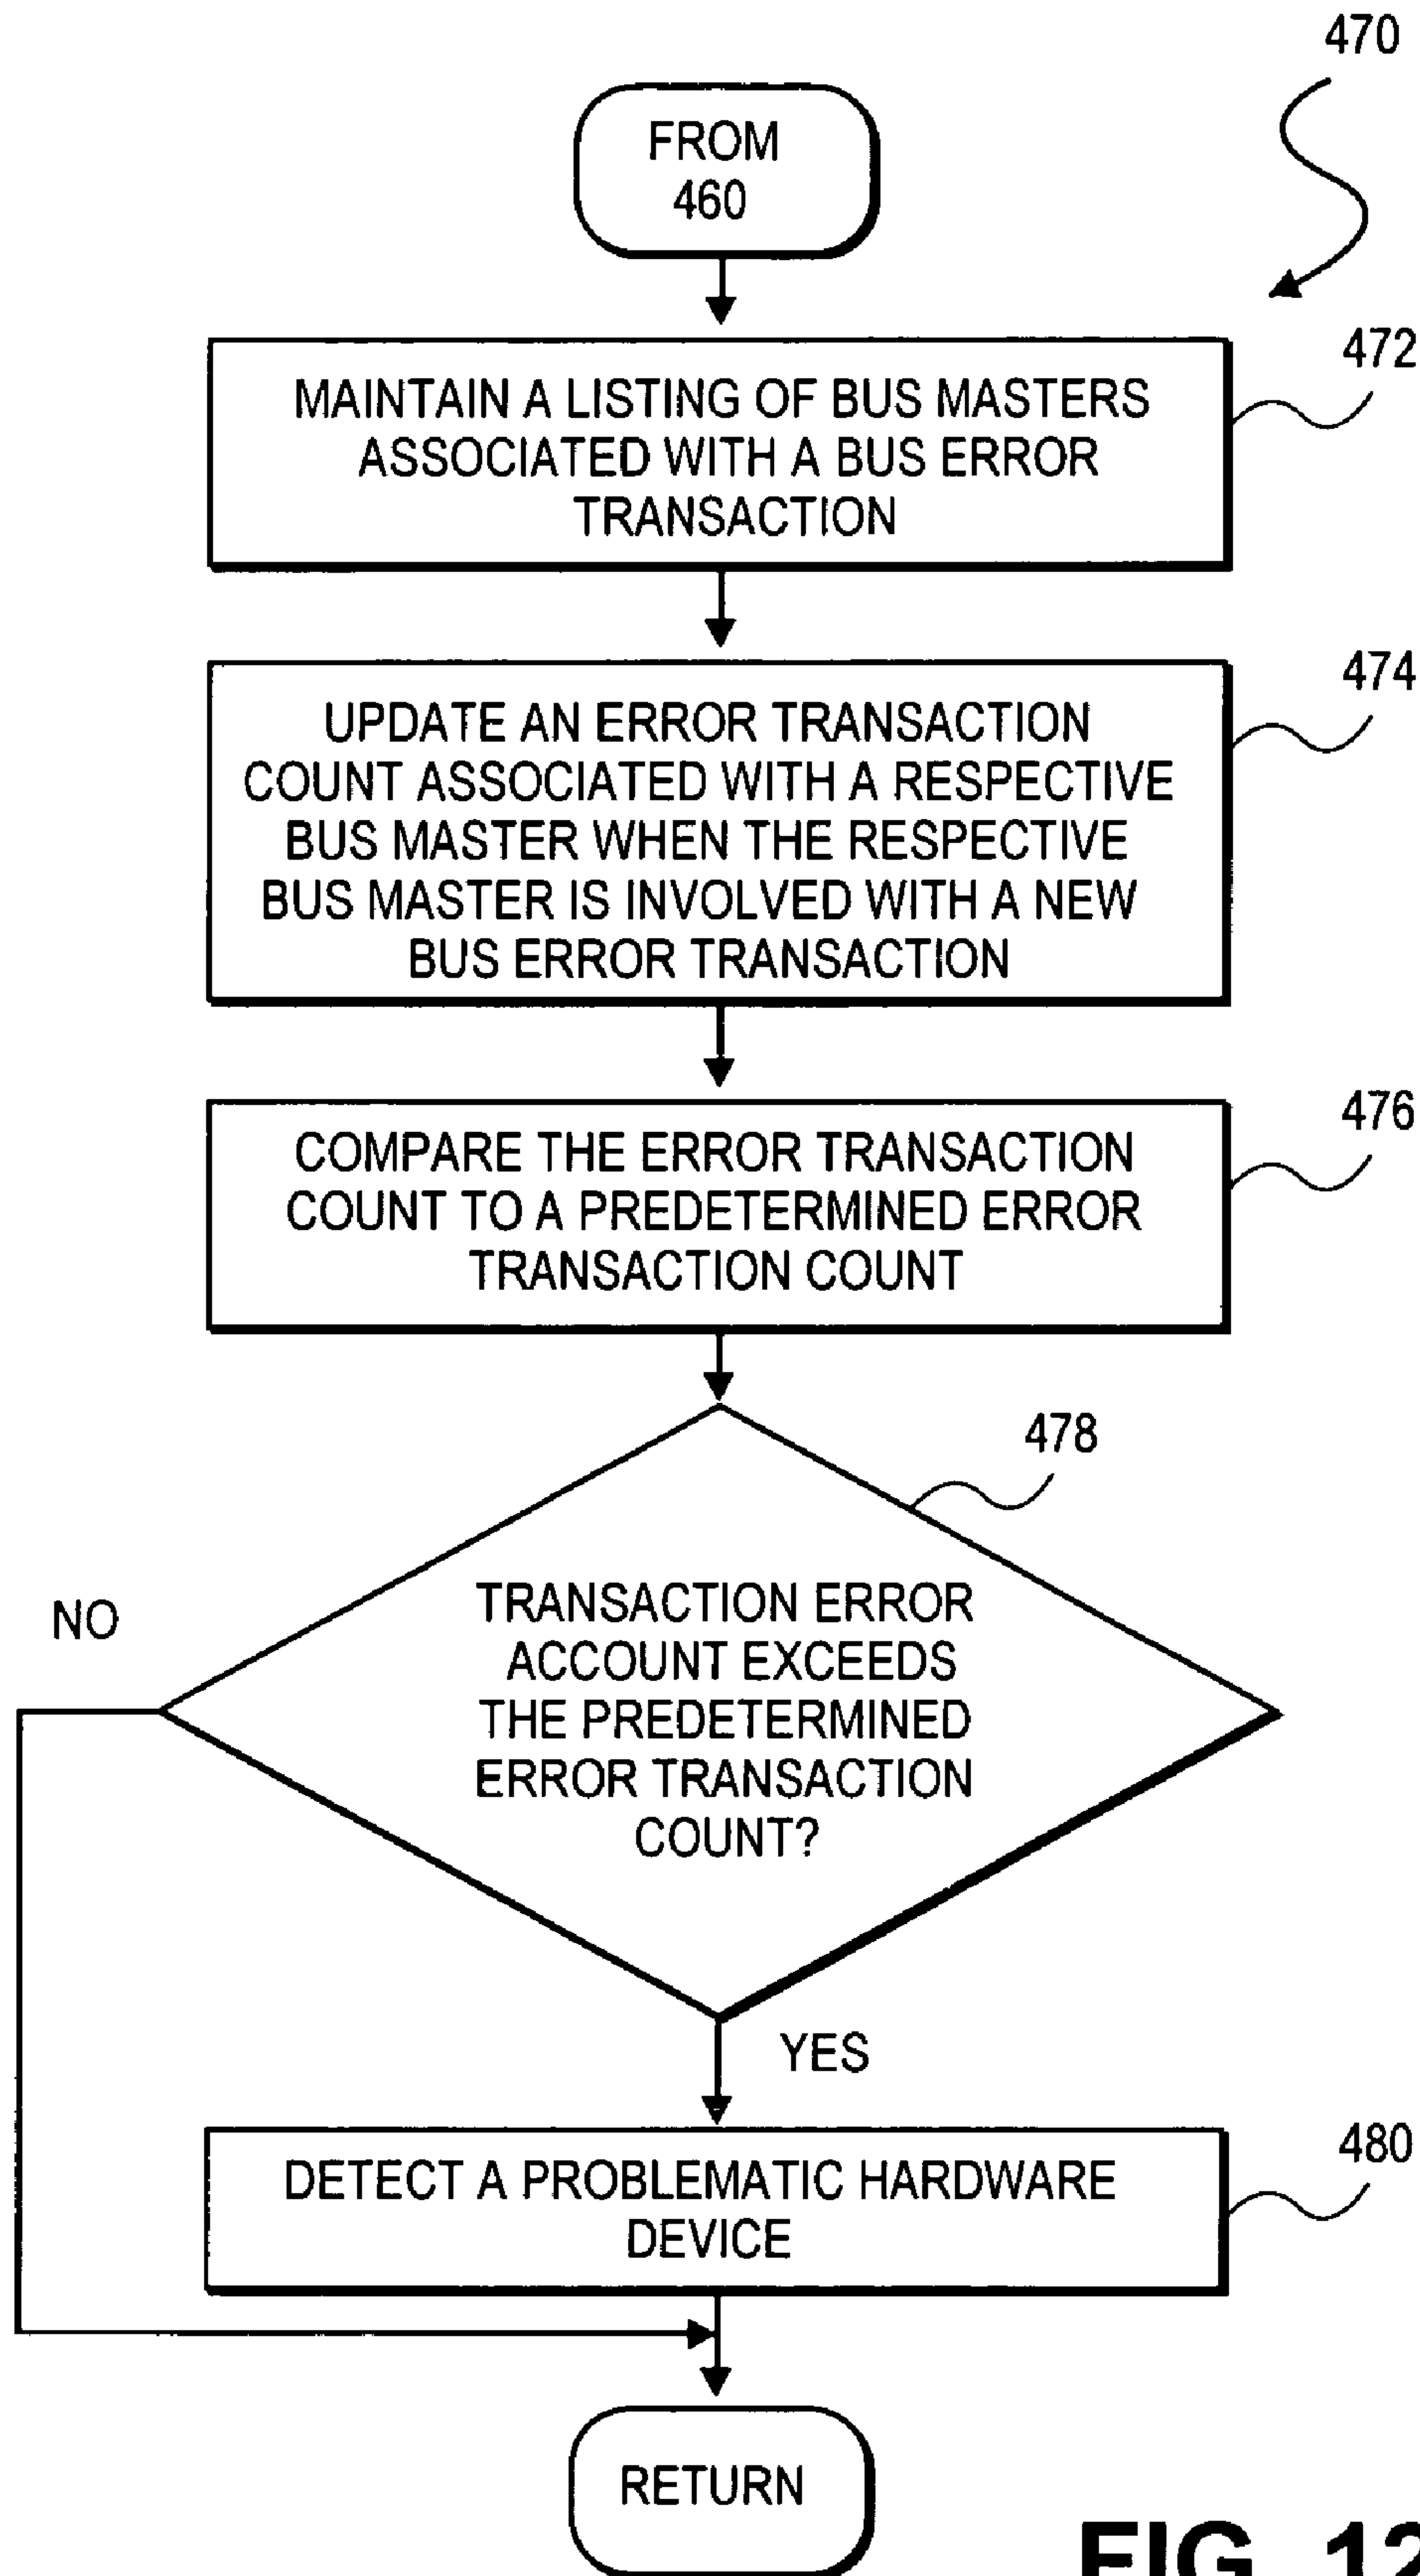 470
FROM
460
472
MAINTAIN A LISTING OF BUS MASTERS
ASSOCIATED WITH A BUS ERROR
TRANSACTION
474
UPDATE AN ERROR TRANSACTION
COUNT ASSOCIATED WITH A RESPECTIVE
BUS MASTER WHEN THE RESPECTIVE
BUS MASTER IS INVOLVED WITH A NEW
BUS ERROR TRANSACTION
476
COMPARE THE ERROR TRANSACTION
COUNT TO A PREDETERMINED ERROR
TRANSACTION COUNT
478
TRANSACTION ERROR
ACCOUNT EXCEEDS
THE PREDETERMINED
ERROR TRANSACTION
COUNT?
NO
YES
480
DETECT A PROBLEMATIC HARDWARE
DEVICE
RETURN
FIG. 12